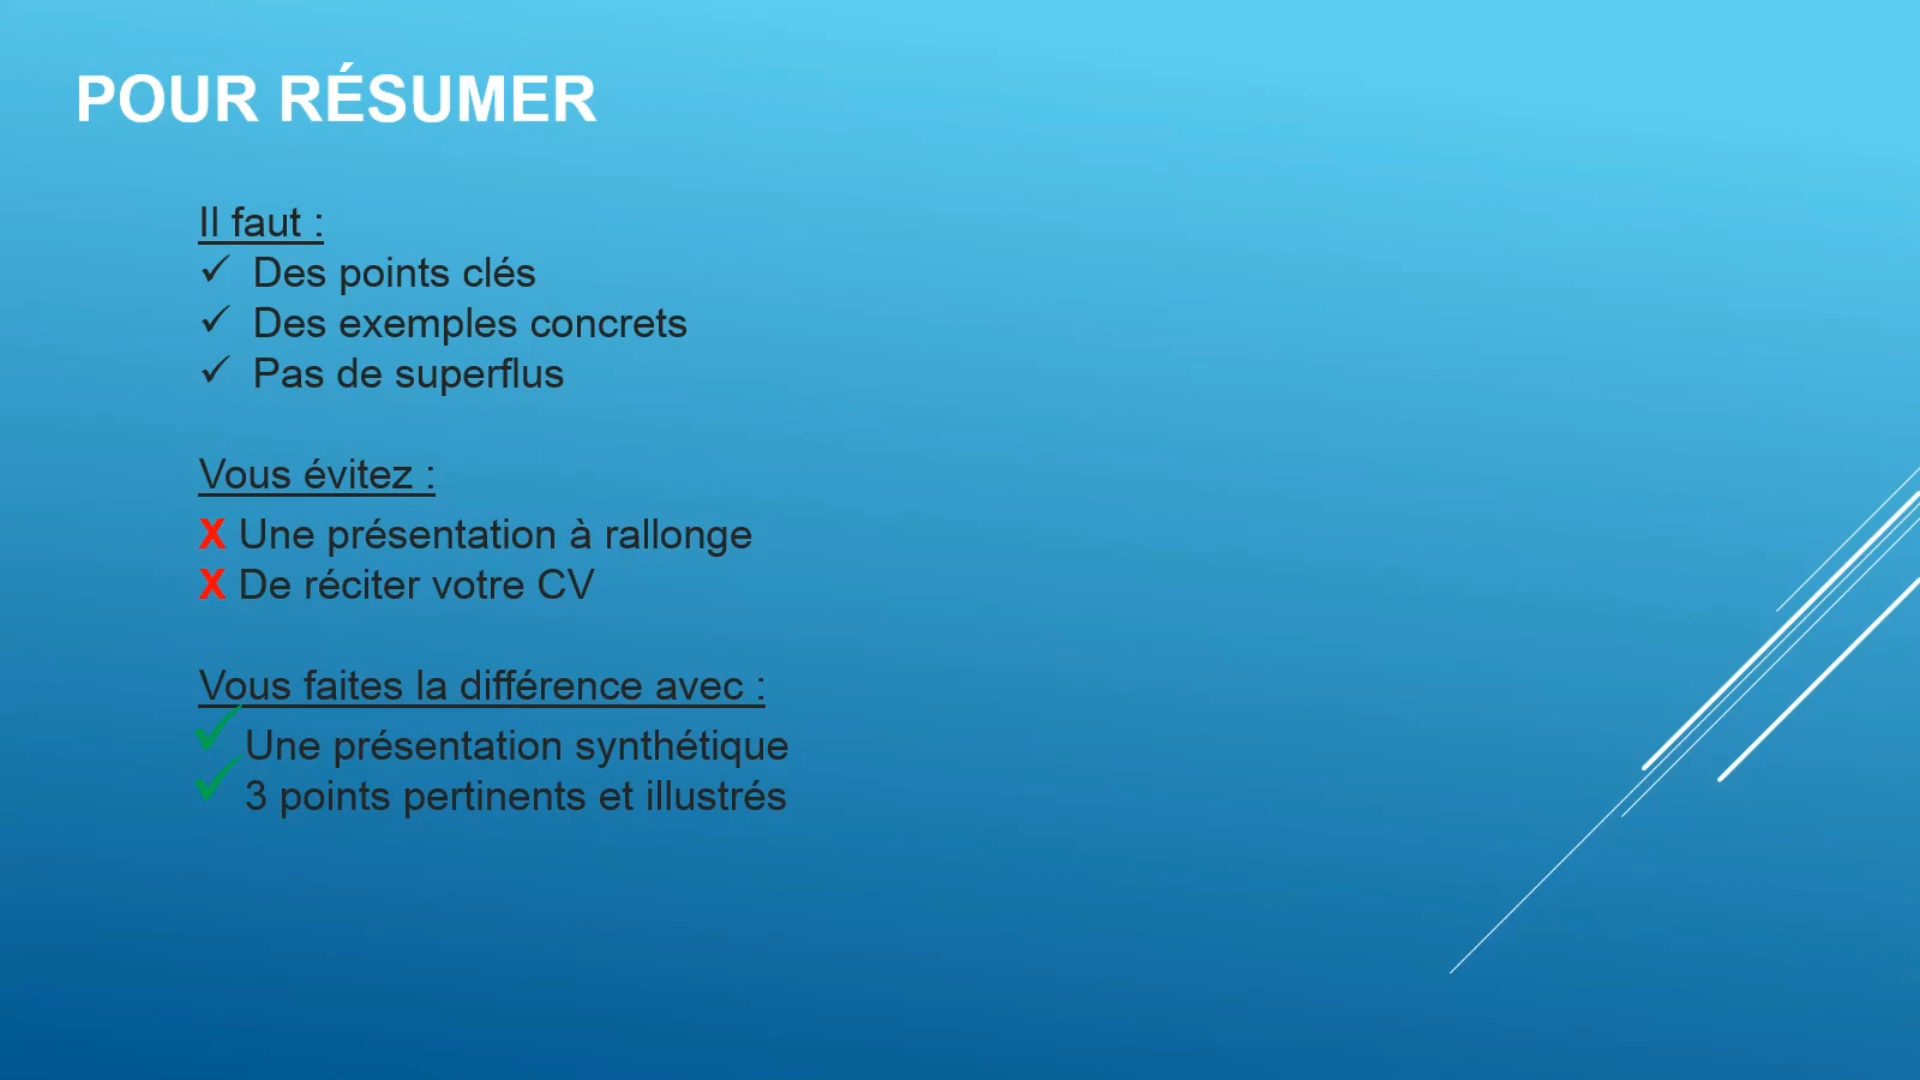 POUR RÉSUMER
Il faut :
✓ Des points clés
✓ Des exemples concrets
✓ Pas de superflus
Vous évitez :
X Une présentation à rallonge
X De réciter votre CV
Vous faites la différence avec :
✓ Une présentation synthétique
✓ 3 points pertinents et illustrés